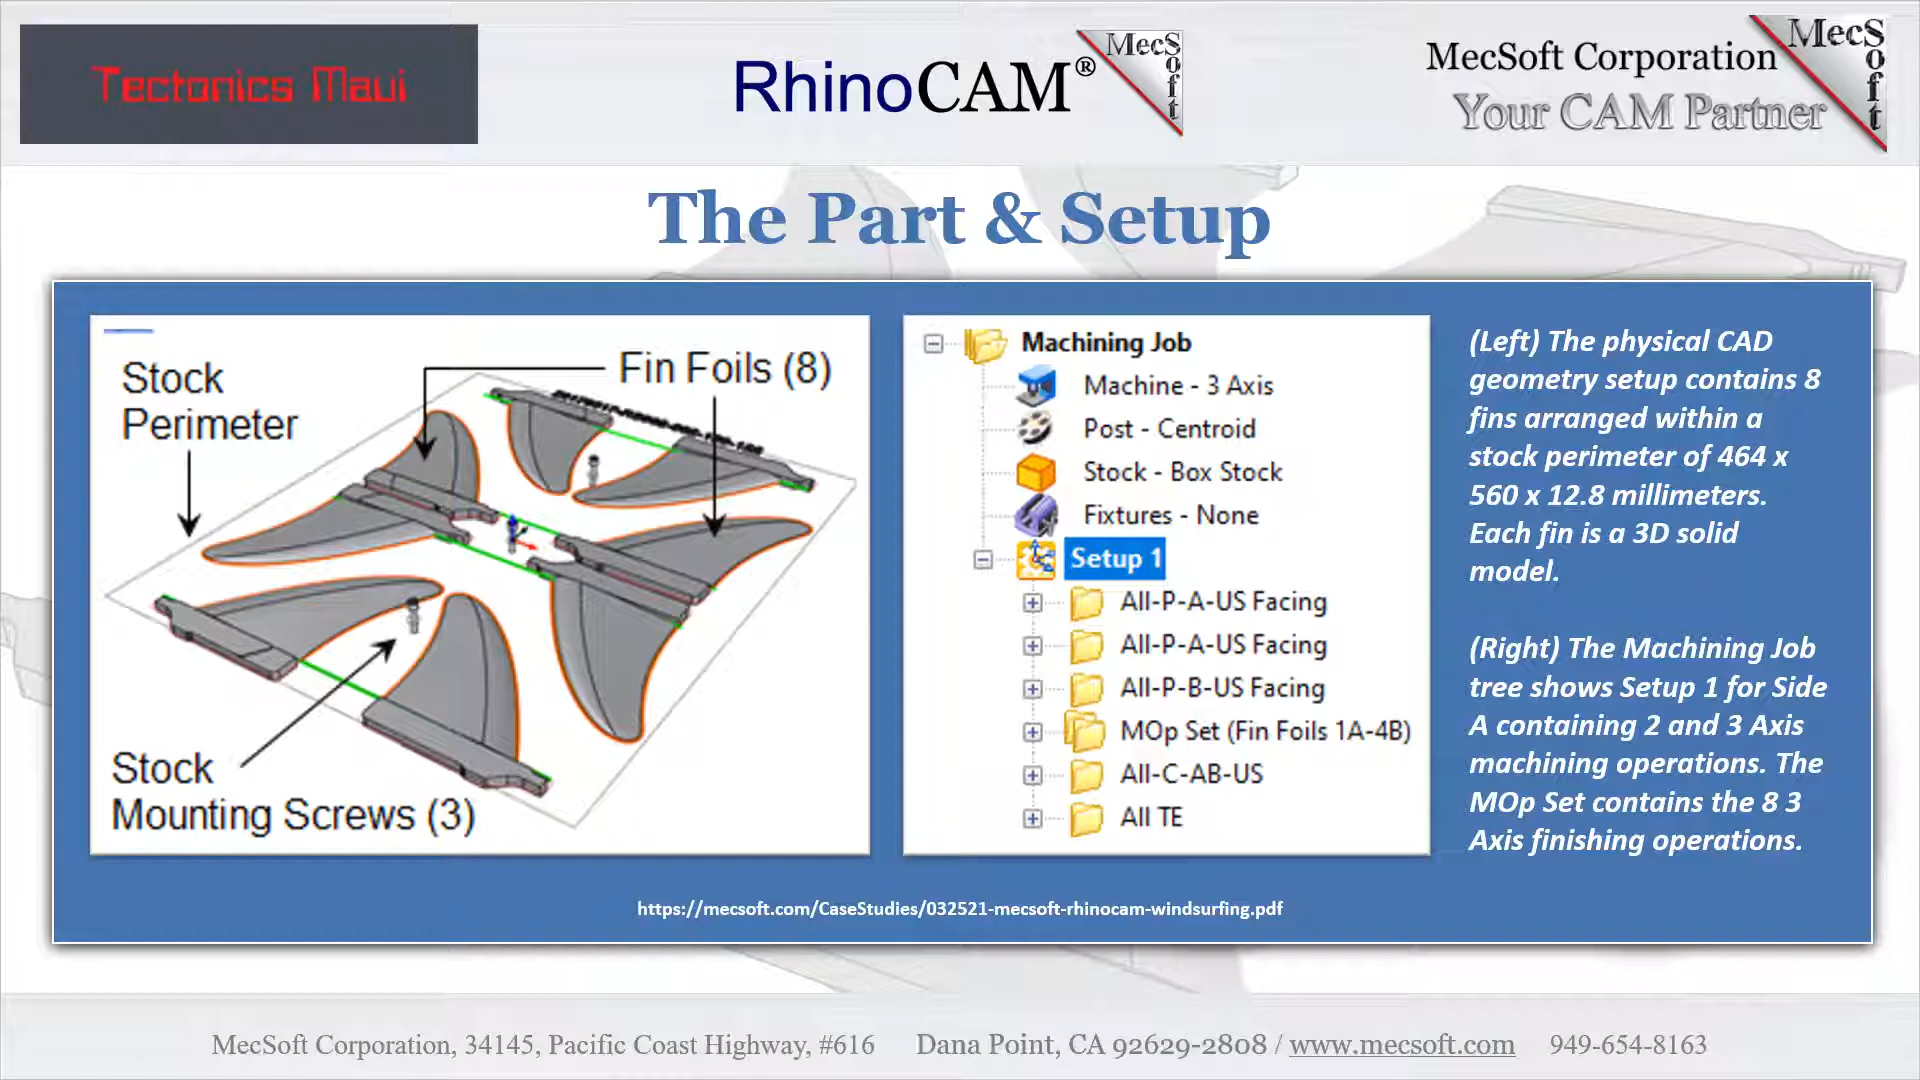 Tectonics Maui
RhinoCAM®
MecSoft
MecSoft Corporation
Your CAM Partner
MecSoft
The Part & Setup
Stock
Perimeter
Fin Foils (8)
Stock
Mounting Screws (3)
Machining Job
Machine - 3 Axis
Post - Centroid
Stock - Box Stock
Fixtures - None
Setup 1
All-P-A-US Facing
All-P-A-US Facing
All-P-B-US Facing
MOp Set (Fin Foils 1A-4B)
All-C-AB-US
All TE
(Left) The physical CAD
geometry setup contains 8
fins arranged within a
stock perimeter of 464 x
560 x 12.8 millimeters.
Each fin is a 3D solid
model.
(Right) The Machining Job
tree shows Setup 1 for Side
A containing 2 and 3 Axis
machining operations. The
MOp Set contains the 8 3
Axis finishing operations.
https://mecsoft.com/CaseStudies/032521-mecsoft-rhinocam-windsurfing.pdf
MecSoft Corporation, 34145, Pacific Coast Highway, #616 Dana Point, CA 92629-2808 / www.mecsoft.com 949-654-8163